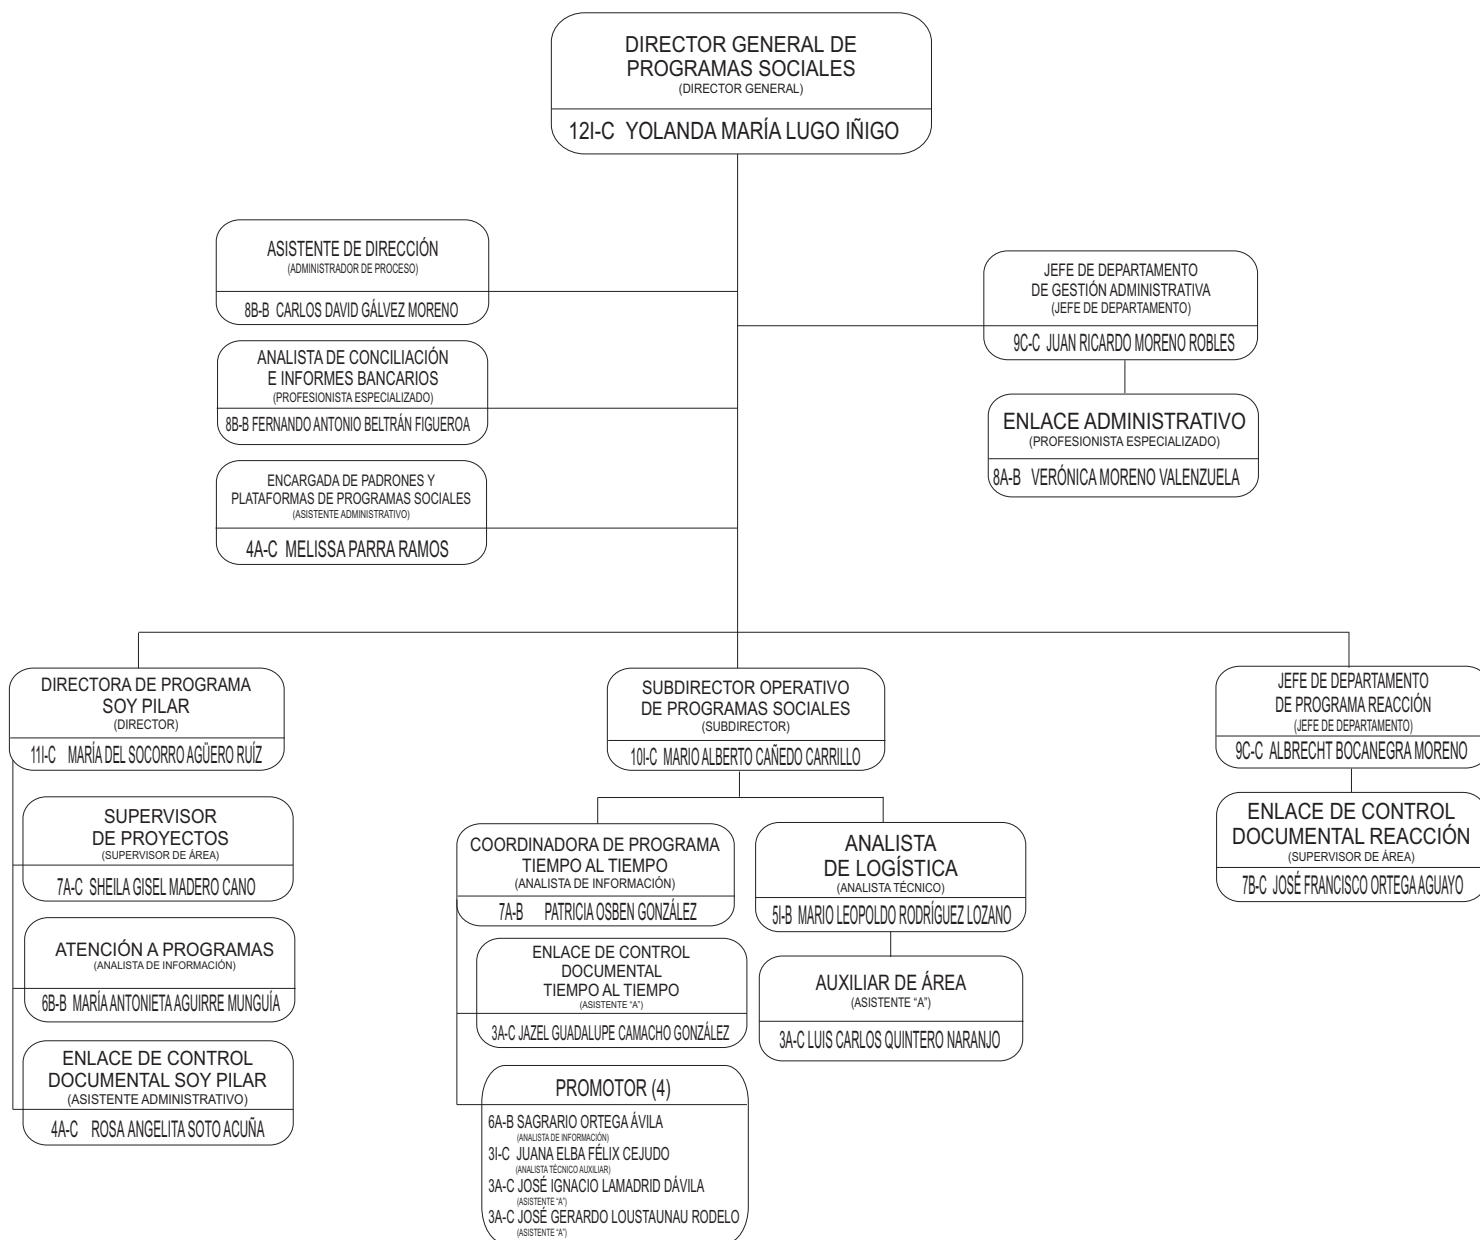 DIRECTOR GENERAL DE
PROGRAMAS SOCIALES
(DIRECTOR GENERAL)
12I-C YOLANDA MARÍA LUGO IÑIGO
ASISTENTE DE DIRECCIÓN
(ADMINISTRADOR DE PROCESO)
8B-B CARLOS DAVID GÁLVEZ MORENO
JEFE DE DEPARTAMENTO
DE GESTIÓN ADMINISTRATIVA
(JEFE DE DEPARTAMENTO)
9C-C JUAN RICARDO MORENO ROBLES
ANALISTA DE CONCILIACIÓN
E INFORMES BANCARIOS
(PROFESIONISTA ESPECIALIZADO)
8B-B FERNANDO ANTONIO BELTRÁN FIGUEROA
ENLACE ADMINISTRATIVO
(PROFESIONISTA ESPECIALIZADO)
8A-B VERÓNICA MORENO VALENZUELA
ENCARGADA DE PADRONES Y
PLATAFORMAS DE PROGRAMAS SOCIALES
(ASISTENTE ADMINISTRATIVO)
4A-C MELISSA PARRA RAMOS
DIRECTORA DE PROGRAMA
SOY PILAR
(DIRECTOR)
11I-C MARÍA DEL SOCORRO AGÜERO RUÍZ
SUPERVISOR
DE PROYECTOS
(SUPERVISOR DE ÁREA)
7A-C SHEILA GISEL MADERO CANO
ATENCIÓN A PROGRAMAS
(ANALISTA DE INFORMACIÓN)
6B-B MARÍA ANTONIETA AGUIRRE MUNGUÍA
ENLACE DE CONTROL
DOCUMENTAL SOY PILAR
(ASISTENTE ADMINISTRATIVO)
4A-C ROSA ANGELITA SOTO ACUÑA
SUBDIRECTOR OPERATIVO
DE PROGRAMAS SOCIALES
(SUBDIRECTOR)
10I-C MARIO ALBERTO CAÑEDO CARRILLO
COORDINADORA DE PROGRAMA
TIEMPO AL TIEMPO
(ANALISTA DE INFORMACIÓN)
7A-B PATRICIA OSBEN GONZÁLEZ
ENLACE DE CONTROL
DOCUMENTAL
TIEMPO AL TIEMPO
(ASISTENTE “A”)
3A-C JAZEL GUADALUPE CAMACHO GONZÁLEZ
PROMOTOR (4)
6A-B SAGRARIO ORTEGA ÁVILA
(ANALISTA DE INFORMACIÓN)
3I-C JUANA ELBA FÉLIX CEJUDO
(ANALISTA TÉCNICO AUXILIAR)
3A-C JOSÉ IGNACIO LAMADRID DÁVILA
(ASISTENTE “A”)
3A-C JOSÉ GERARDO LOUSTAUNAU RODELO
(ASISTENTE “A”)
ANALISTA
DE LOGÍSTICA
(ANALISTA TÉCNICO)
5I-B MARIO LEOPOLDO RODRÍGUEZ LOZANO
AUXILIAR DE ÁREA
(ASISTENTE “A”)
3A-C LUIS CARLOS QUINTERO NARANJO
JEFE DE DEPARTAMENTO
DE PROGRAMA REACCIÓN
(JEFE DE DEPARTAMENTO)
9C-C ALBRECHT BOCANEGRA MORENO
ENLACE DE CONTROL
DOCUMENTAL REACCIÓN
(SUPERVISOR DE ÁREA)
7B-C JOSÉ FRANCISCO ORTEGA AGUAYO